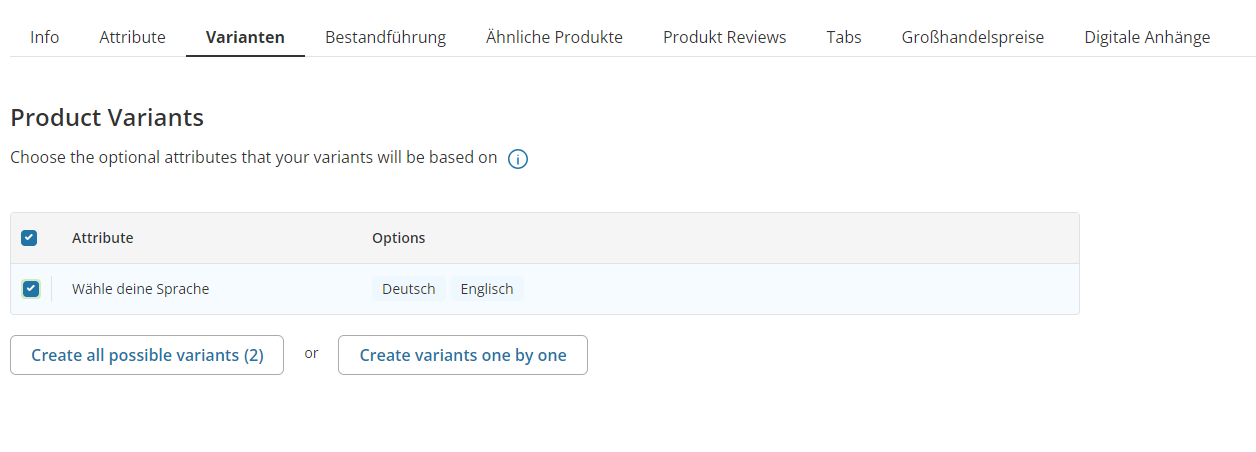 Info Attribute Varianten Bestandführung Ähnliche Produkte Produkt Reviews Tabs Großhandelspreise Digitale Anhänge
Product Variants
Choose the optional attributes that your variants will be based on
Attribute Options
Wähle deine Sprache Deutsch Englisch
Create all possible variants (2) or Create variants one by one